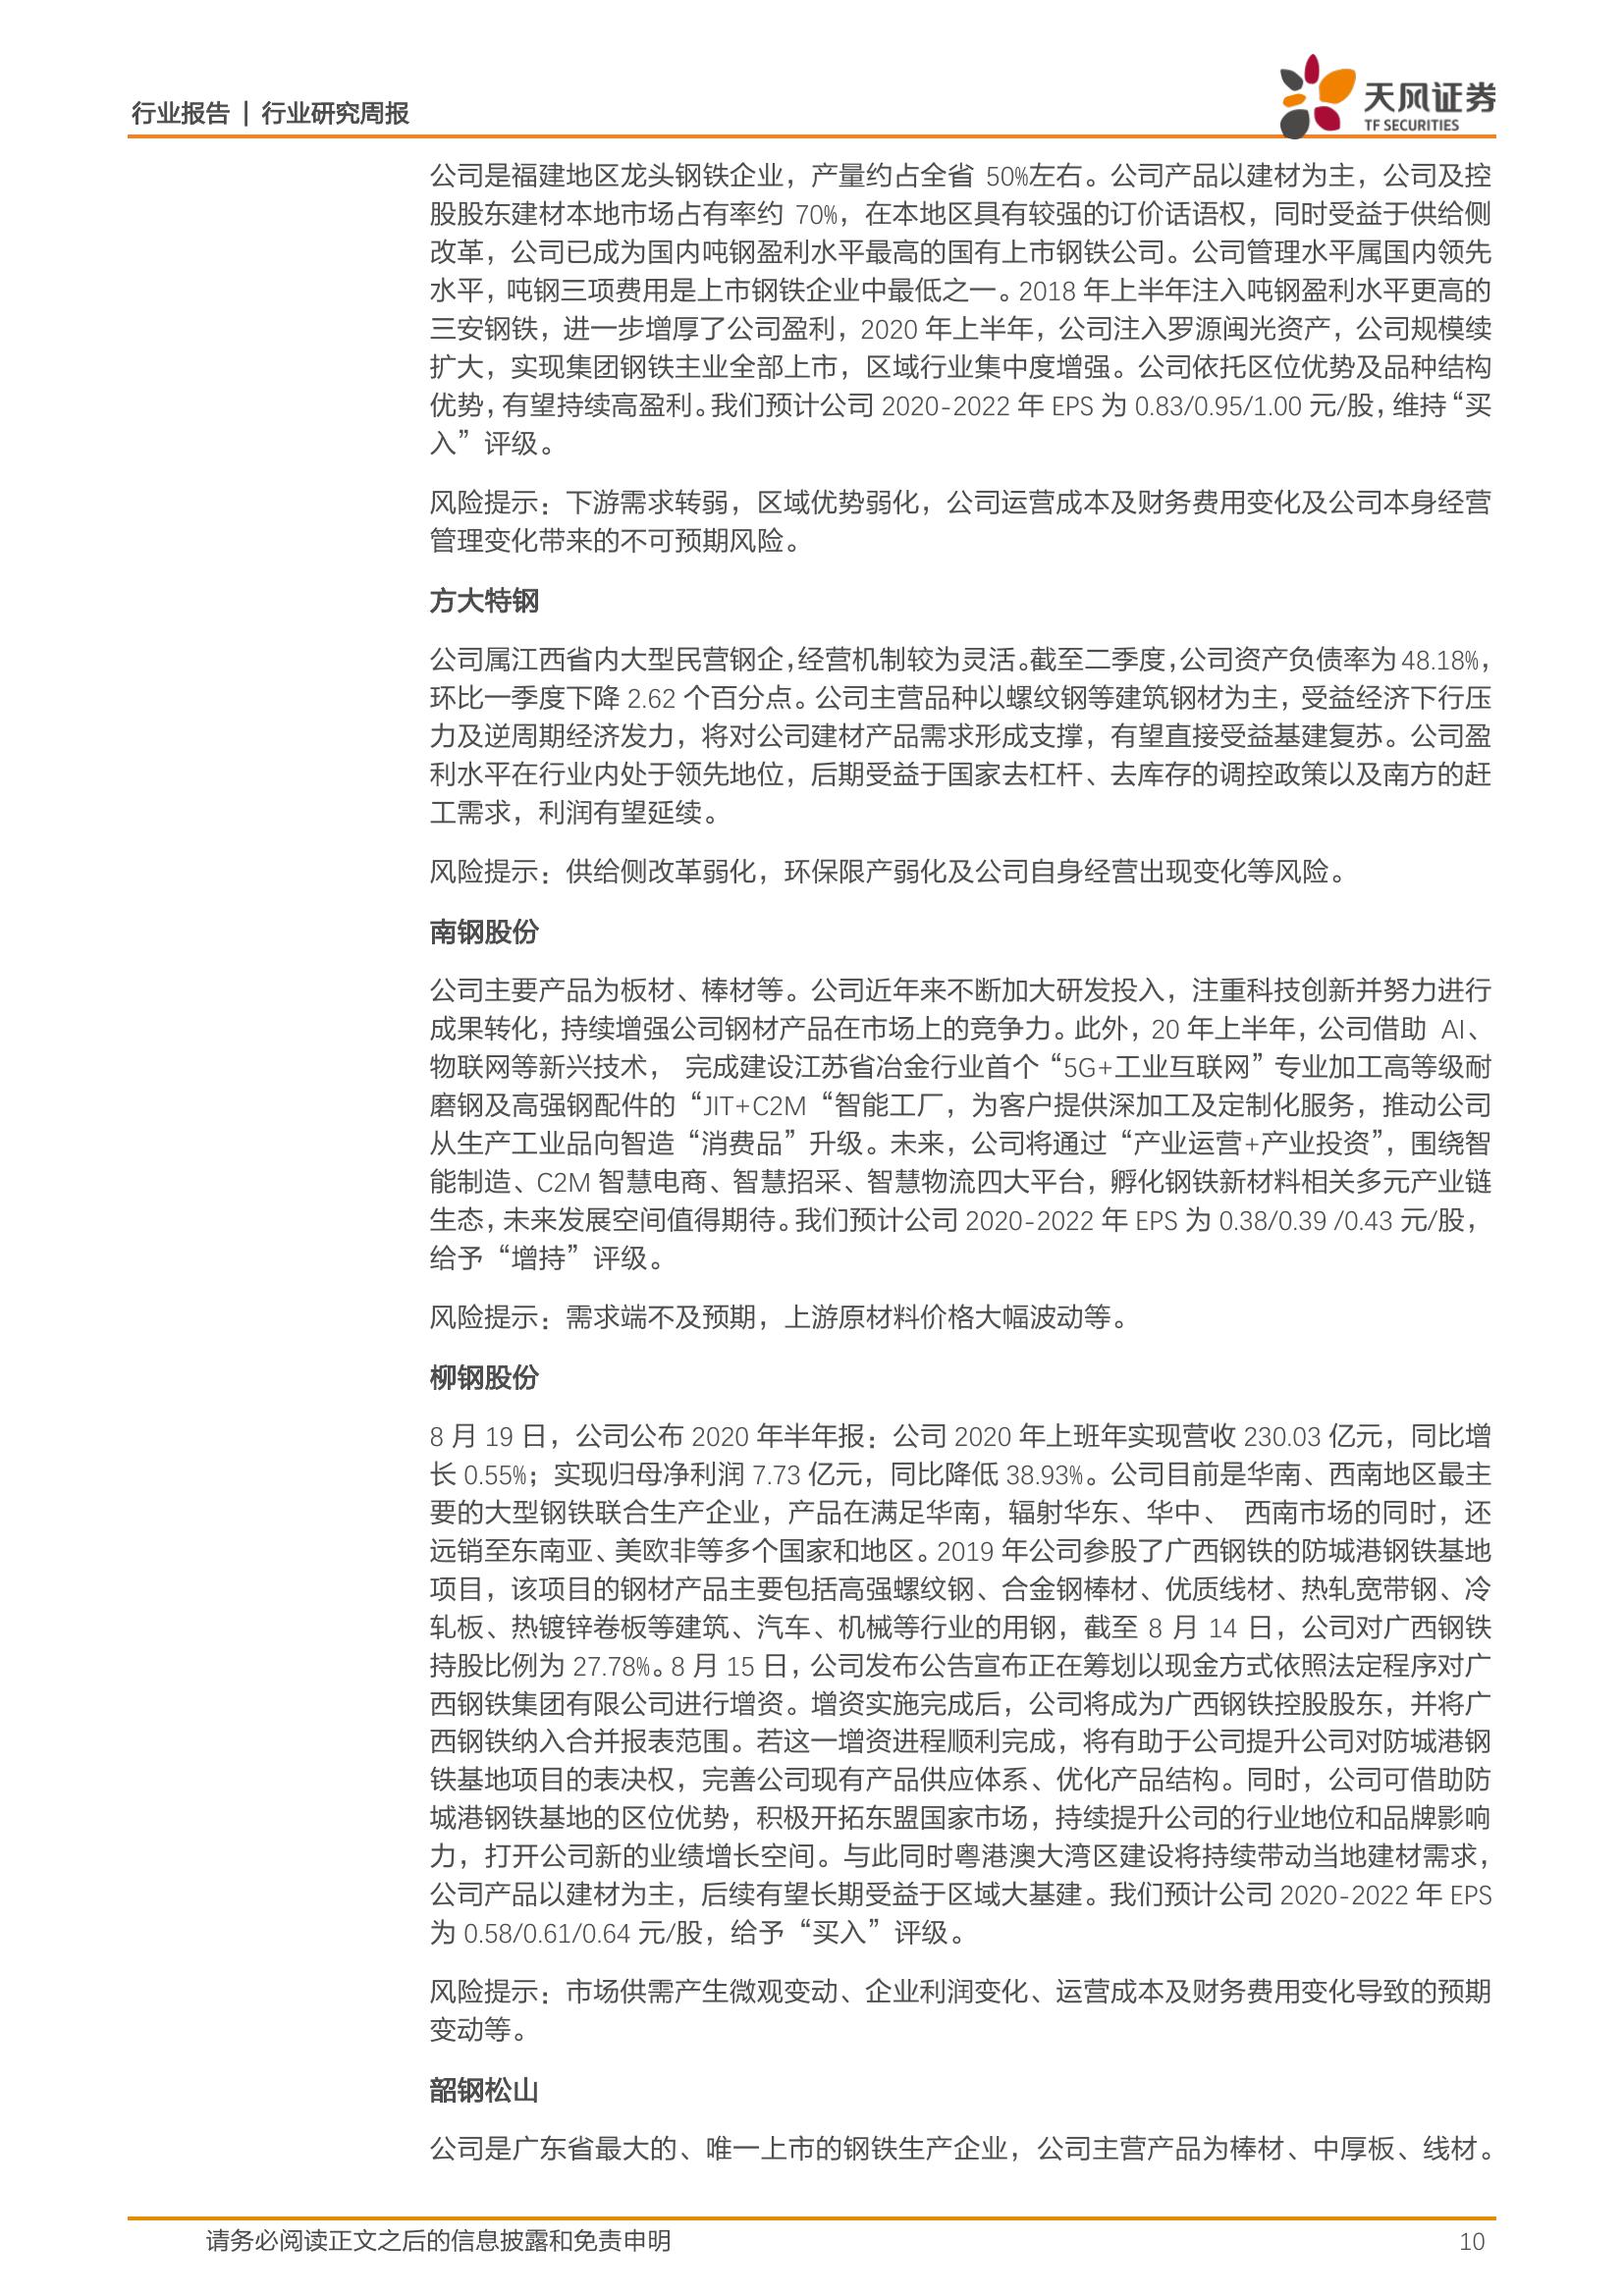 行业报告 | 行业研究周报
天风证券
TF SECURITIES
公司是福建地区龙头钢铁企业，产量约占全省 50%左右。公司产品以建材为主，公司及控
股股东建材本地市场占有率约 70%，在本地区具有较强的订价话语权，同时受益于供给侧
改革，公司已成为国内吨钢盈利水平最高的国有上市钢铁公司。公司管理水平属国内领先
水平，吨钢三项费用是上市钢铁企业中最低之一。2018 年上半年注入吨钢盈利水平更高的
三安钢铁，进一步增厚了公司盈利，2020 年上半年，公司注入罗源闽光资产，公司规模续
扩大，实现集团钢铁主业全部上市，区域行业集中度增强。公司依托区位优势及品种结构
优势，有望持续高盈利。我们预计公司 2020-2022 年 EPS 为 0.83/0.95/1.00 元/股，维持“买
入”评级。
风险提示：下游需求转弱，区域优势弱化，公司运营成本及财务费用变化及公司本身经营
管理变化带来的不可预期风险。
方大特钢
公司属江西省内大型民营钢企，经营机制较为灵活。截至二季度，公司资产负债率为 48.18%，
环比一季度下降 2.62 个百分点。公司主营品种以螺纹钢等建筑钢材为主，受益经济下行压
力及逆周期经济发力，将对公司建材产品需求形成支撑，有望直接受益基建复苏。公司盈
利水平在行业内处于领先地位，后期受益于国家去杠杆、去库存的调控政策以及南方的赶
工需求，利润有望延续。
风险提示：供给侧改革弱化，环保限产弱化及公司自身经营出现变化等风险。
南钢股份
公司主要产品为板材、棒材等。公司近年来不断加大研发投入，注重科技创新并努力进行
成果转化，持续增强公司钢材产品在市场上的竞争力。此外，20 年上半年，公司借助 AI、
物联网等新兴技术， 完成建设江苏省冶金行业首个“5G+工业互联网”专业加工高等级耐
磨钢及高强钢配件的“JIT+C2M“智能工厂，为客户提供深加工及定制化服务，推动公司
从生产工业品向智造“消费品”升级。未来，公司将通过“产业运营+产业投资”，围绕智
能制造、C2M 智慧电商、智慧招采、智慧物流四大平台，孵化钢铁新材料相关多元产业链
生态，未来发展空间值得期待。我们预计公司 2020-2022 年 EPS 为 0.38/0.39 /0.43 元/股，
给予“增持”评级。
风险提示：需求端不及预期，上游原材料价格大幅波动等。
柳钢股份
8 月 19 日，公司公布 2020 年半年报：公司 2020 年上班年实现营收 230.03 亿元，同比增
长 0.55%；实现归母净利润 7.73 亿元，同比降低 38.93%。公司目前是华南、西南地区最主
要的大型钢铁联合生产企业，产品在满足华南，辐射华东、华中、 西南市场的同时，还
远销至东南亚、美欧非等多个国家和地区。2019 年公司参股了广西钢铁的防城港钢铁基地
项目，该项目的钢材产品主要包括高强螺纹钢、合金钢棒材、优质线材、热轧宽带钢、冷
轧板、热镀锌卷板等建筑、汽车、机械等行业的用钢，截至 8 月 14 日，公司对广西钢铁
持股比例为 27.78%。8 月 15 日，公司发布公告宣布正在筹划以现金方式依照法定程序对广
西钢铁集团有限公司进行增资。增资实施完成后，公司将成为广西钢铁控股股东，并将广
西钢铁纳入合并报表范围。若这一增资进程顺利完成，将有助于公司提升公司对防城港钢
铁基地项目的表决权，完善公司现有产品供应体系、优化产品结构。同时，公司可借助防
城港钢铁基地的区位优势，积极开拓东盟国家市场，持续提升公司的行业地位和品牌影响
力，打开公司新的业绩增长空间。与此同时粤港澳大湾区建设将持续带动当地建材需求，
公司产品以建材为主，后续有望长期受益于区域大基建。我们预计公司 2020-2022 年 EPS
为 0.58/0.61/0.64 元/股，给予“买入”评级。
风险提示：市场供需产生微观变动、企业利润变化、运营成本及财务费用变化导致的预期
变动等。
韶钢松山
公司是广东省最大的、唯一上市的钢铁生产企业，公司主营产品为棒材、中厚板、线材。
请务必阅读正文之后的信息披露和免责申明
10